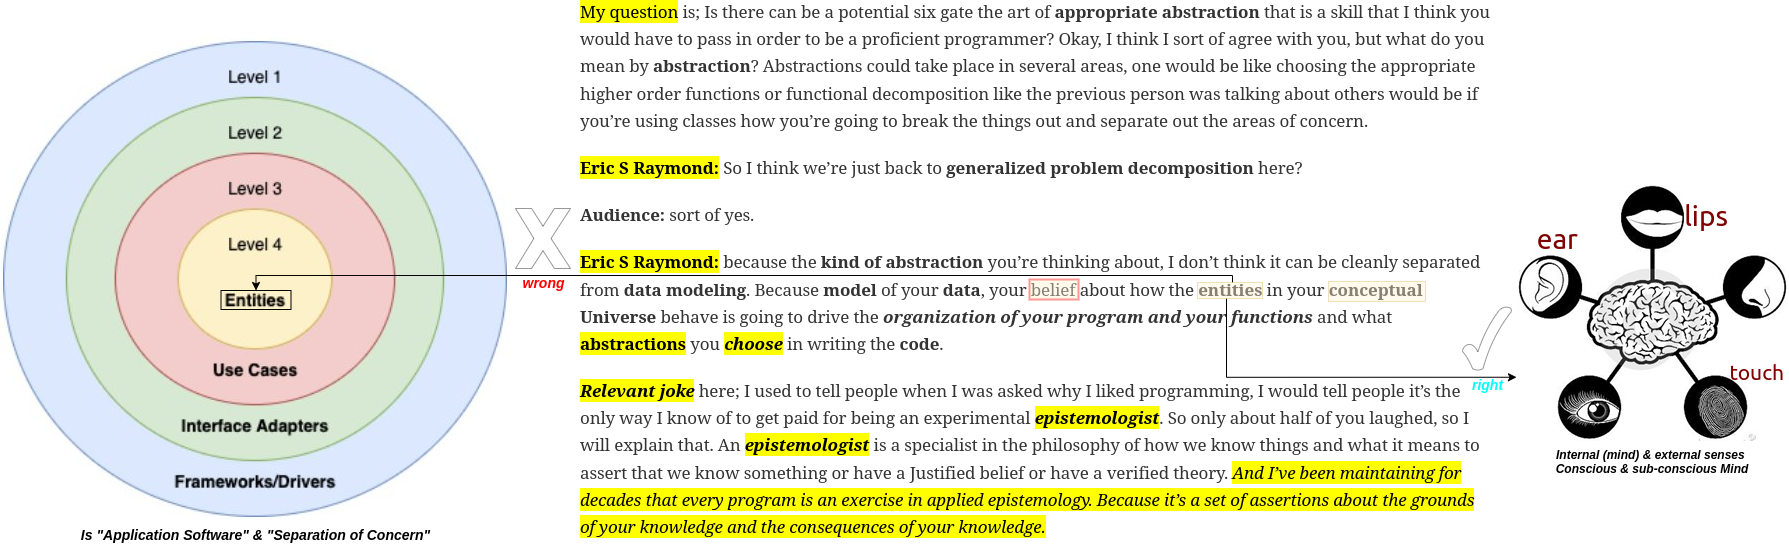 Level 1
Level 2
Level 3
Level 4
Entities
Use Cases
Interface Adapters
Frameworks/Drivers
Is "Application Software" & "Separation of Concern"
X
wrong
My question is; Is there can be a potential six gate the art of appropriate abstraction that is a skill that I think you
would have to pass in order to be a proficient programmer? Okay, I think I sort of agree with you, but what do you
mean by abstraction? Abstractions could take place in several areas, one would be like choosing the appropriate
higher order functions or functional decomposition like the previous person was talking about others would be if
you’re using classes how you’re going to break the things out and separate out the areas of concern.
Eric S Raymond: So I think we’re just back to generalized problem decomposition here?
Audience: sort of yes.
Eric S Raymond: because the kind of abstraction you’re thinking about, I don’t think it can be cleanly separated
from data modeling. Because model of your data, your belief about how the entities in your conceptual
Universe behave is going to drive the organization of your program and your functions and what
abstractions you choose in writing the code.
Relevant joke here; I used to tell people when I was asked why I liked programming, I would tell people it’s the
only way I know of to get paid for being an experimental epistemologist. So only about half of you laughed, so I
will explain that. An epistemologist is a specialist in the philosophy of how we know things and what it means to
assert that we know something or have a Justified belief or have a verified theory. And I’ve been maintaining for
decades that every program is an exercise in applied epistemology. Because it’s a set of assertions about the grounds
of your knowledge and the consequences of your knowledge.
right
lips
ear
touch
Internal (mind) & external senses
Conscious & sub-conscious Mind